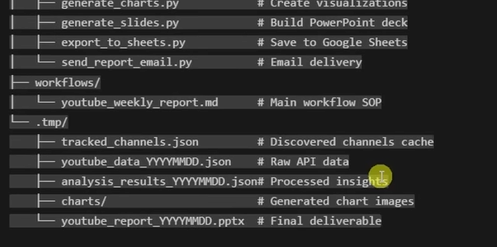 │   ├── generate_charts.py       # Create visualizations
│   ├── generate_slides.py       # Build PowerPoint deck
│   ├── export_to_sheets.py      # Save to Google Sheets
│   └── send_report_email.py     # Email delivery
├── workflows/
│   └── youtube_weekly_report.md # Main workflow SOP
└── .tmp/
    ├── tracked_channels.json        # Discovered channels cache
    ├── youtube_data_YYYYMMDD.json   # Raw API data
    ├── analysis_results_YYYYMMDD.json# Processed insights
    ├── charts/                      # Generated chart images
    └── youtube_report_YYYYMMDD.pptx # Final deliverable